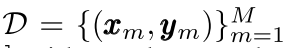 𝒟 = {(𝒙ₘ, 𝒚ₘ)}ᴹₘ₌₁